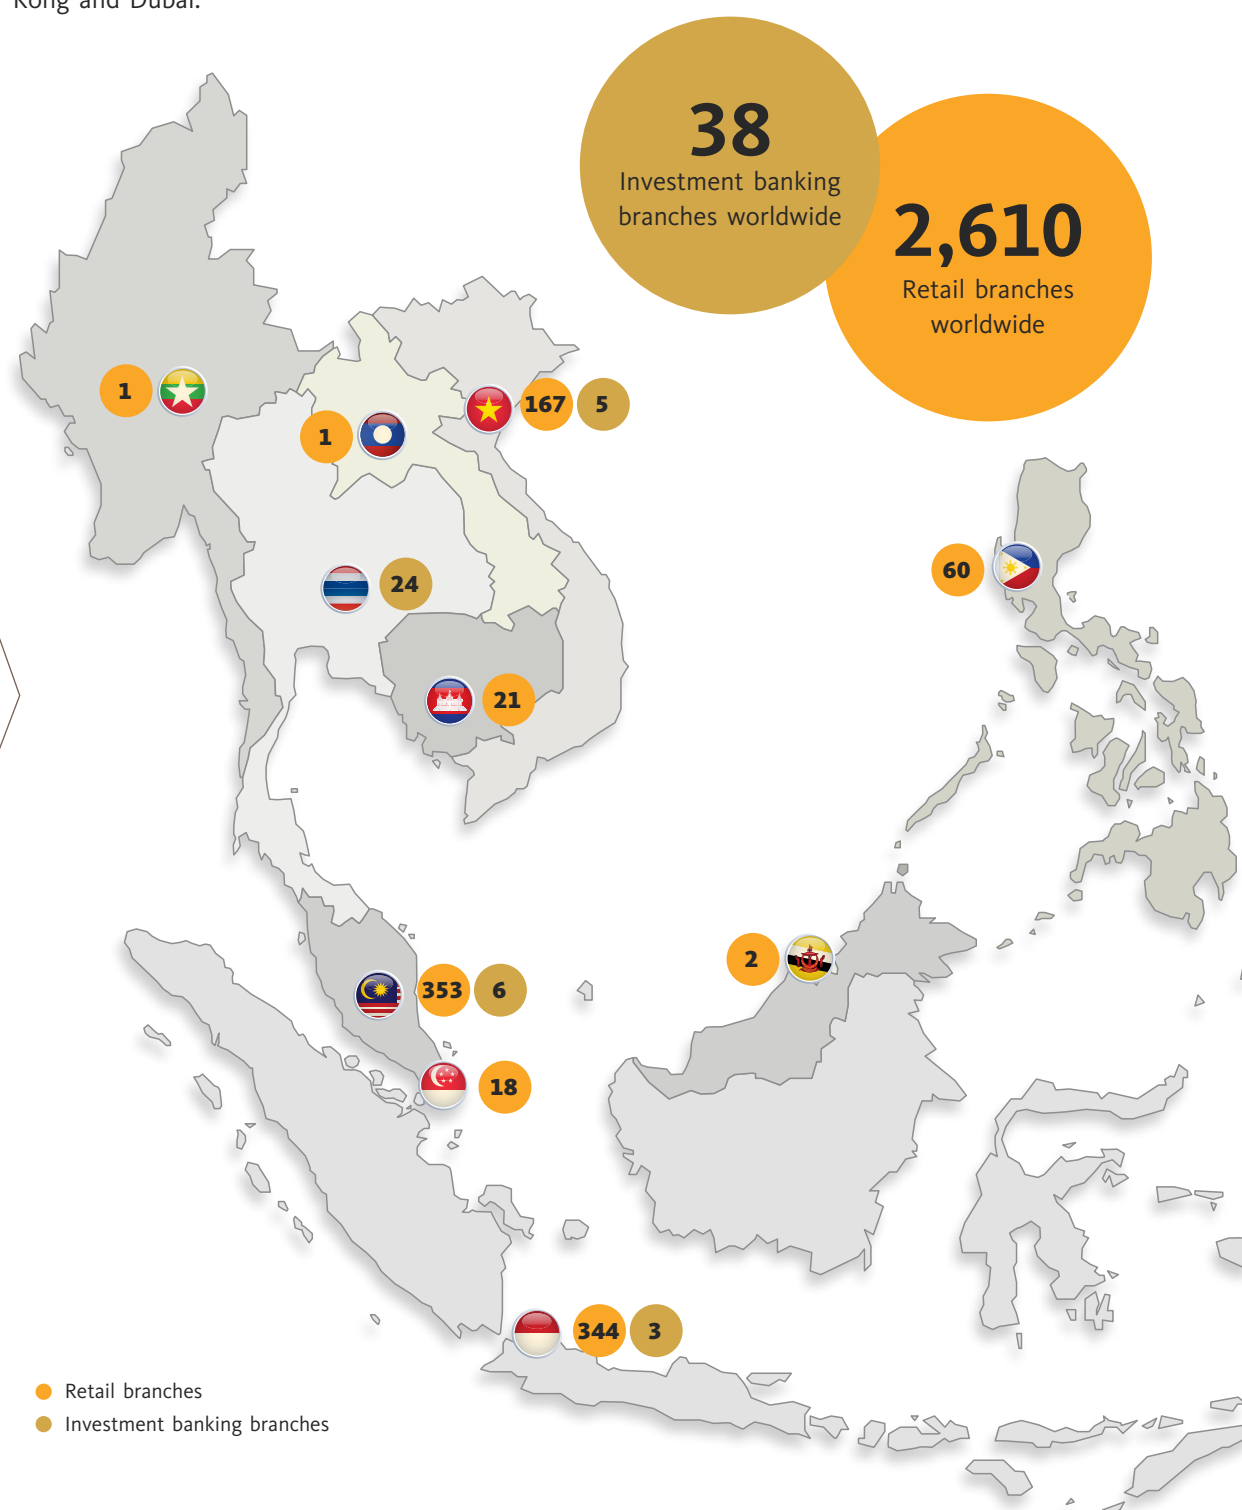 Kong and Dubai.
38
Investment banking
branches worldwide
2,610
Retail branches
worldwide
1
167 5
1
60
24
21
2
353 6
18
344 3
Retail branches
Investment banking branches